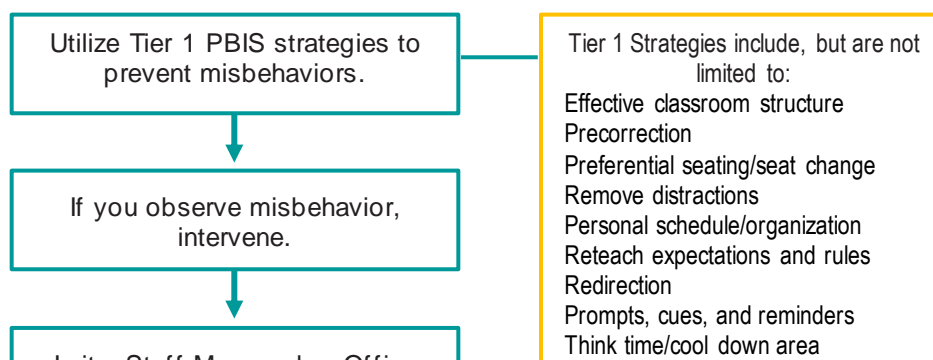 Utilize Tier 1 PBIS strategies to
prevent misbehaviors.
If you observe misbehavior,
intervene.
Tier 1 Strategies include, but are not
limited to:
Effective classroom structure
Precorrection
Preferential seating/seat change
Remove distractions
Personal schedule/organization
Reteach expectations and rules
Redirection
Prompts, cues, and reminders
Think time/cool down area